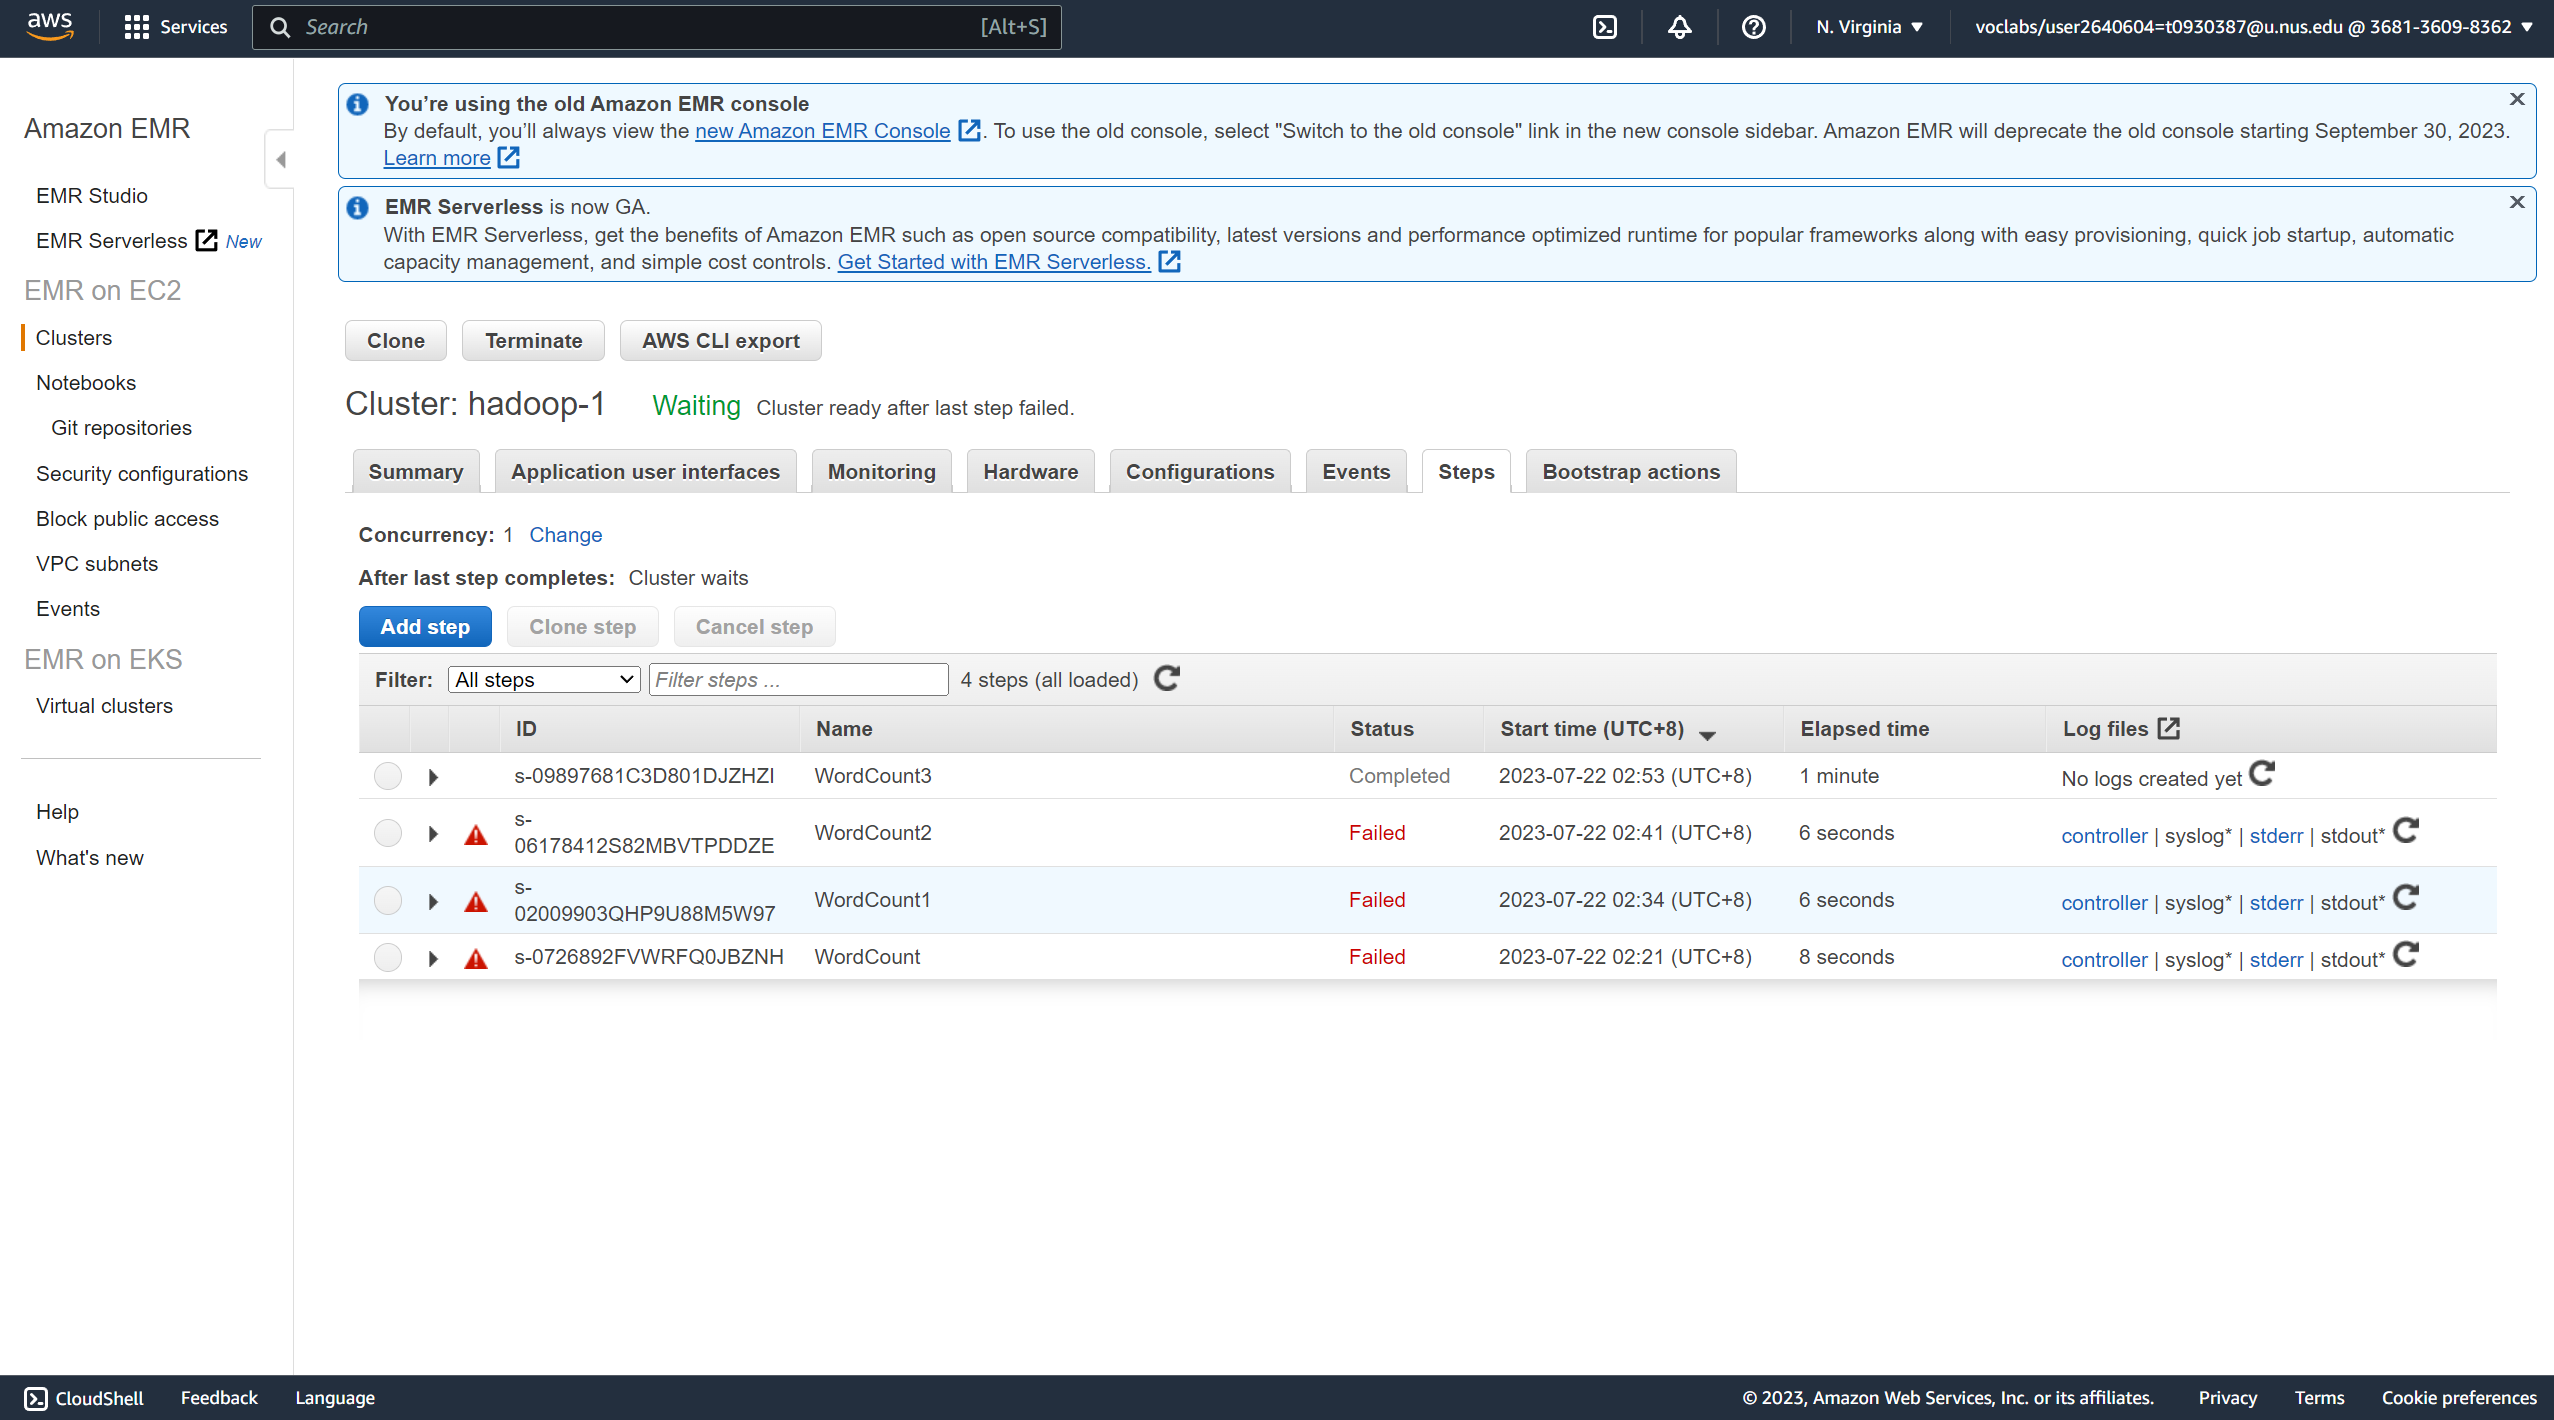 aws
Services
Search
[Alt+S]
N. Virginia
voclabs/user2640604=t0930387@u.nus.edu @ 3681-3609-8362
Amazon EMR
EMR Studio
EMR Serverless New
EMR on EC2
Clusters
Notebooks
Git repositories
Security configurations
Block public access
VPC subnets
Events
EMR on EKS
Virtual clusters
Help
What's new
You’re using the old Amazon EMR console
By default, you’ll always view the new Amazon EMR Console . To use the old console, select "Switch to the old console" link in the new console sidebar. Amazon EMR will deprecate the old console starting September 30, 2023.
Learn more
EMR Serverless is now GA.
With EMR Serverless, get the benefits of Amazon EMR such as open source compatibility, latest versions and performance optimized runtime for popular frameworks along with easy provisioning, quick job startup, automatic
capacity management, and simple cost controls. Get Started with EMR Serverless.
Clone Terminate AWS CLI export
Cluster: hadoop-1 Waiting Cluster ready after last step failed.
Summary Application user interfaces Monitoring Hardware Configurations Events Steps Bootstrap actions
Concurrency: 1 Change
After last step completes: Cluster waits
Add step Clone step Cancel step
Filter: All steps Filter steps ... 4 steps (all loaded)
ID Name Status Start time (UTC+8) Elapsed time Log files
s-09897681C3D801DJZHZI WordCount3 Completed 2023-07-22 02:53 (UTC+8) 1 minute No logs created yet
s-
06178412S82MBVTPDDZE WordCount2 Failed 2023-07-22 02:41 (UTC+8) 6 seconds controller | syslog* | stderr | stdout*
s-
02009903QHP9U88M5W97 WordCount1 Failed 2023-07-22 02:34 (UTC+8) 6 seconds controller | syslog* | stderr | stdout*
s-0726892FVWRFQ0JBZNH WordCount Failed 2023-07-22 02:21 (UTC+8) 8 seconds controller | syslog* | stderr | stdout*
CloudShell Feedback Language
© 2023, Amazon Web Services, Inc. or its affiliates. Privacy Terms Cookie preferences